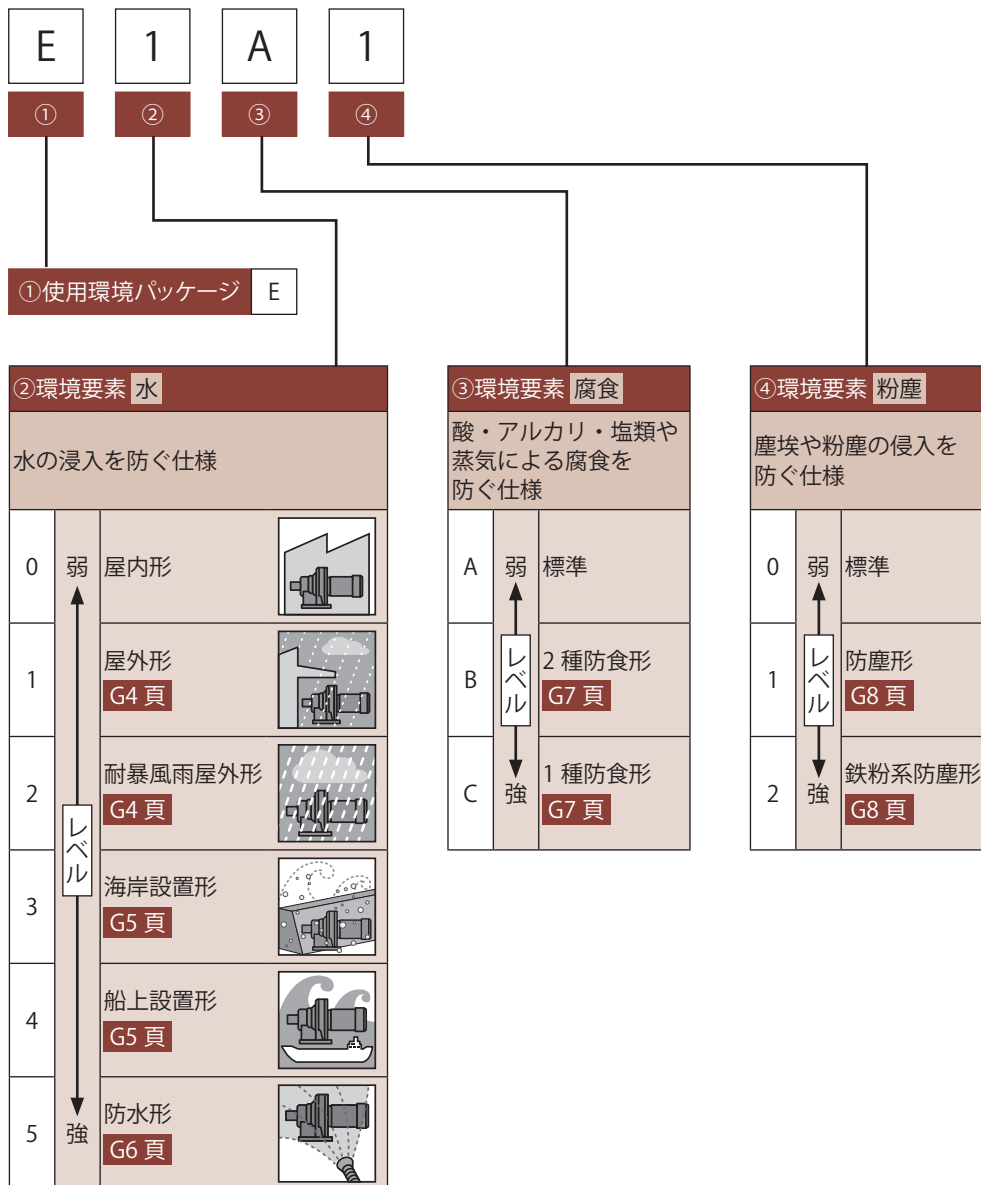 E 1 A 1
① ② ③ ④
①使用環境パッケージ E
②環境要素 水
水の浸入を防ぐ仕様
0 弱 屋内形
1 屋外形
G4 頁
2 耐暴風雨屋外形
G4 頁
レベル
3 海岸設置形
G5 頁
4 船上設置形
G5 頁
5 強 防水形
G6 頁
③環境要素 腐食
酸・アルカリ・塩類や
蒸気による腐食を
防ぐ仕様
A 弱 標準
レベル
B 2 種防食形
G7 頁
C 強 1 種防食形
G7 頁
④環境要素 粉塵
塵埃や粉塵の侵入を
防ぐ仕様
0 弱 標準
レベル
1 防塵形
G8 頁
2 強 鉄粉系防塵形
G8 頁